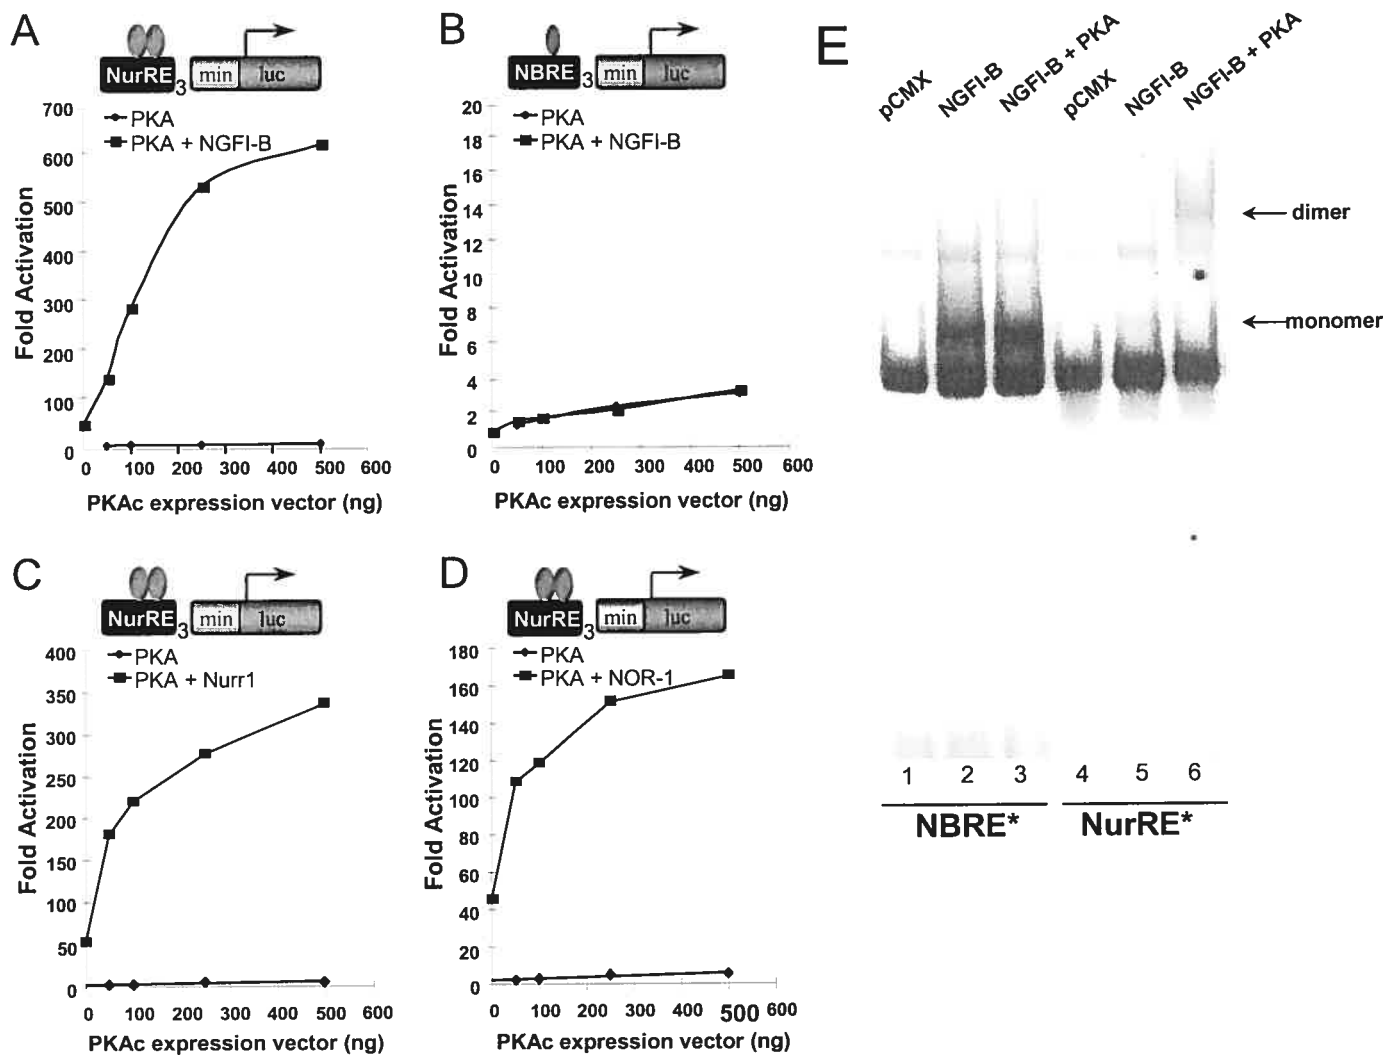 A
NurRE 3 min luc
PKA
PKA + NGFI-B
700
600
500
400
300
200
100
0
Fold Activation
0 100 200 300 400 500 600
PKAc expression vector (ng)
B
NBRE 3 min luc
PKA
PKA + NGFI-B
20
18
16
14
12
10
8
6
4
2
0
Fold Activation
0 100 200 300 400 500 600
PKAc expression vector (ng)
C
NurRE 3 min luc
PKA
PKA + Nurr1
400
350
300
250
200
150
100
50
0
Fold Activation
0 100 200 300 400 500 600
PKAc expression vector (ng)
D
NurRE 3 min luc
PKA
PKA + NOR-1
180
160
140
120
100
80
60
40
20
0
Fold Activation
0 100 200 300 400 500 600
PKAc expression vector (ng)
E
pCMX
NGFI-B
NGFI-B + PKA
pCMX
NGFI-B
NGFI-B + PKA
dimer
monomer
1 2 3 4 5 6
NBRE* NurRE*